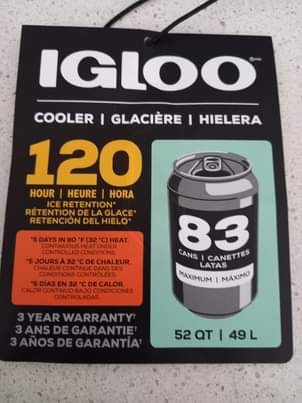 IGLOO
COOLER | GLACIÈRE | HIELERA
120
HOUR | HEURE | HORA
ICE RETENTION*
RÉTENTION DE LA GLACE*
RETENCIÓN DEL HIELO*
*5 DAYS IN 90 °F (32 °C) HEAT.
CONTINUOUS HEAT UNDER
CONTROLLED CONDITIONS.
*5 JOURS À 32 °C DE CHALEUR.
CHALEUR CONTINUE DANS DES
CONDITIONS CONTRÔLÉES.
*5 DÍAS EN 32 °C DE CALOR.
CALOR CONTINUO BAJO CONDICIONES
CONTROLADAS.
3 YEAR WARRANTY†
3 ANS DE GARANTIE†
3 AÑOS DE GARANTÍA†
83
CANS | CANETTES
LATAS
MAXIMUM | MÁXIMO
52 QT | 49 L